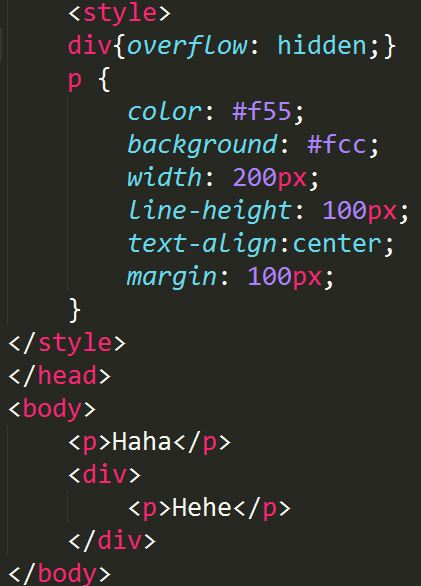 <style>
div{overflow: hidden;}
p {
color: #f55;
background: #fcc;
width: 200px;
line-height: 100px;
text-align:center;
margin: 100px;
}
</style>
</head>
<body>
<p>Haha</p>
<div>
<p>Hehe</p>
</div>
</body>